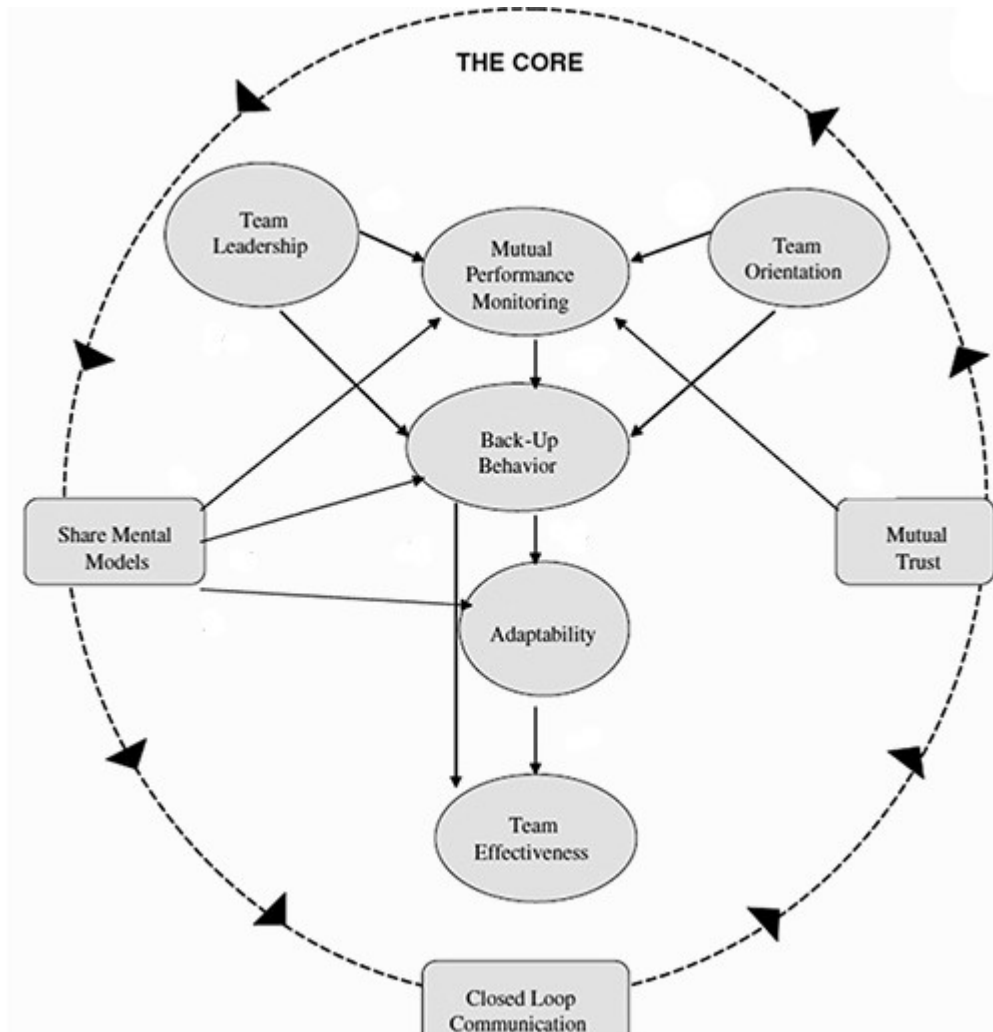 THE CORE
Team
Leadership
Mutual
Performance
Monitoring
Team
Orientation
Back-Up
Behavior
Share Mental
Models
Mutual
Trust
Adaptability
Team
Effectiveness
Closed Loop
Communication